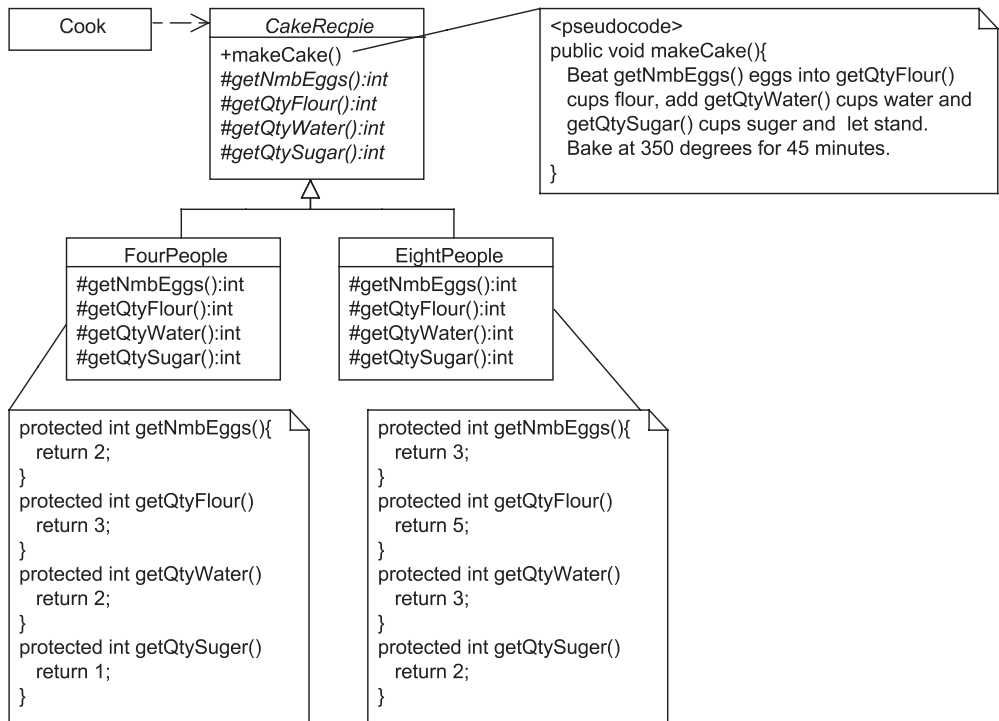 Cook
CakeRecpie
+makeCake()
#getNmbEggs():int
#getQtyFlour():int
#getQtyWater():int
#getQtySugar():int
<pseudocode>
public void makeCake(){
Beat getNmbEggs() eggs into getQtyFlour()
cups flour, add getQtyWater() cups water and
getQtySugar() cups suger and let stand.
Bake at 350 degrees for 45 minutes.
}
FourPeople
#getNmbEggs():int
#getQtyFlour():int
#getQtyWater():int
#getQtySugar():int
EightPeople
#getNmbEggs():int
#getQtyFlour():int
#getQtyWater():int
#getQtySugar():int
protected int getNmbEggs(){
return 2;
}
protected int getQtyFlour()
return 3;
}
protected int getQtyWater()
return 2;
}
protected int getQtySuger()
return 1;
}
protected int getNmbEggs(){
return 3;
}
protected int getQtyFlour()
return 5;
}
protected int getQtyWater()
return 3;
}
protected int getQtySuger()
return 2;
}